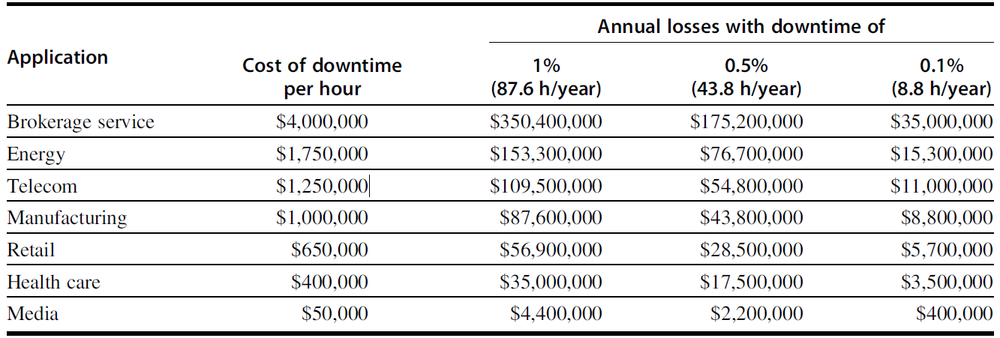 Annual losses with downtime of
Application Cost of downtime per hour 1% (87.6 h/year) 0.5% (43.8 h/year) 0.1% (8.8 h/year)
Brokerage service $4,000,000 $350,400,000 $175,200,000 $35,000,000
Energy $1,750,000 $153,300,000 $76,700,000 $15,300,000
Telecom $1,250,000 $109,500,000 $54,800,000 $11,000,000
Manufacturing $1,000,000 $87,600,000 $43,800,000 $8,800,000
Retail $650,000 $56,900,000 $28,500,000 $5,700,000
Health care $400,000 $35,000,000 $17,500,000 $3,500,000
Media $50,000 $4,400,000 $2,200,000 $400,000